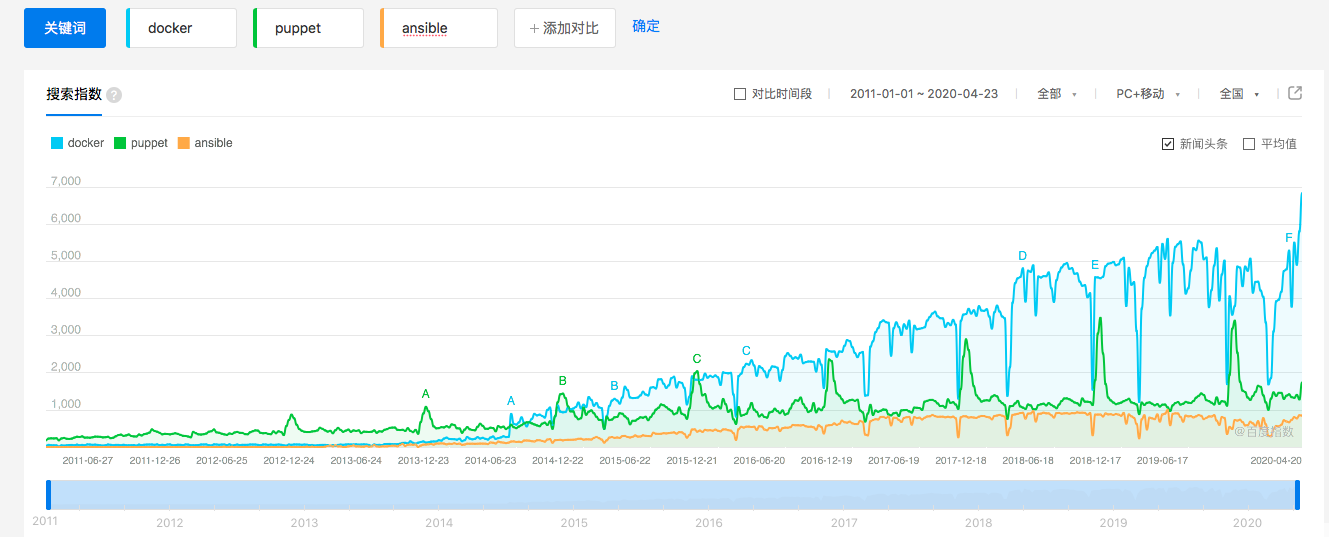 关键词 docker puppet ansible + 添加对比 确定
搜索指数 ? 对比时间段 2011-01-01 ~ 2020-04-23 全部 PC+移动 全国
docker puppet ansible 新闻头条 平均值
7,000
6,000
F
D
E
5,000
4,000
3,000
C
C
2,000
B
B
A
A
1,000
@百度指数
2011-06-27 2011-12-26 2012-06-25 2012-12-24 2013-06-24 2013-12-23 2014-06-23 2014-12-22 2015-06-22 2015-12-21 2016-06-20 2016-12-19 2017-06-19 2017-12-18 2018-06-18 2018-12-17 2019-06-17 2020-04-20
2011 2012 2013 2014 2015 2016 2017 2018 2019 2020